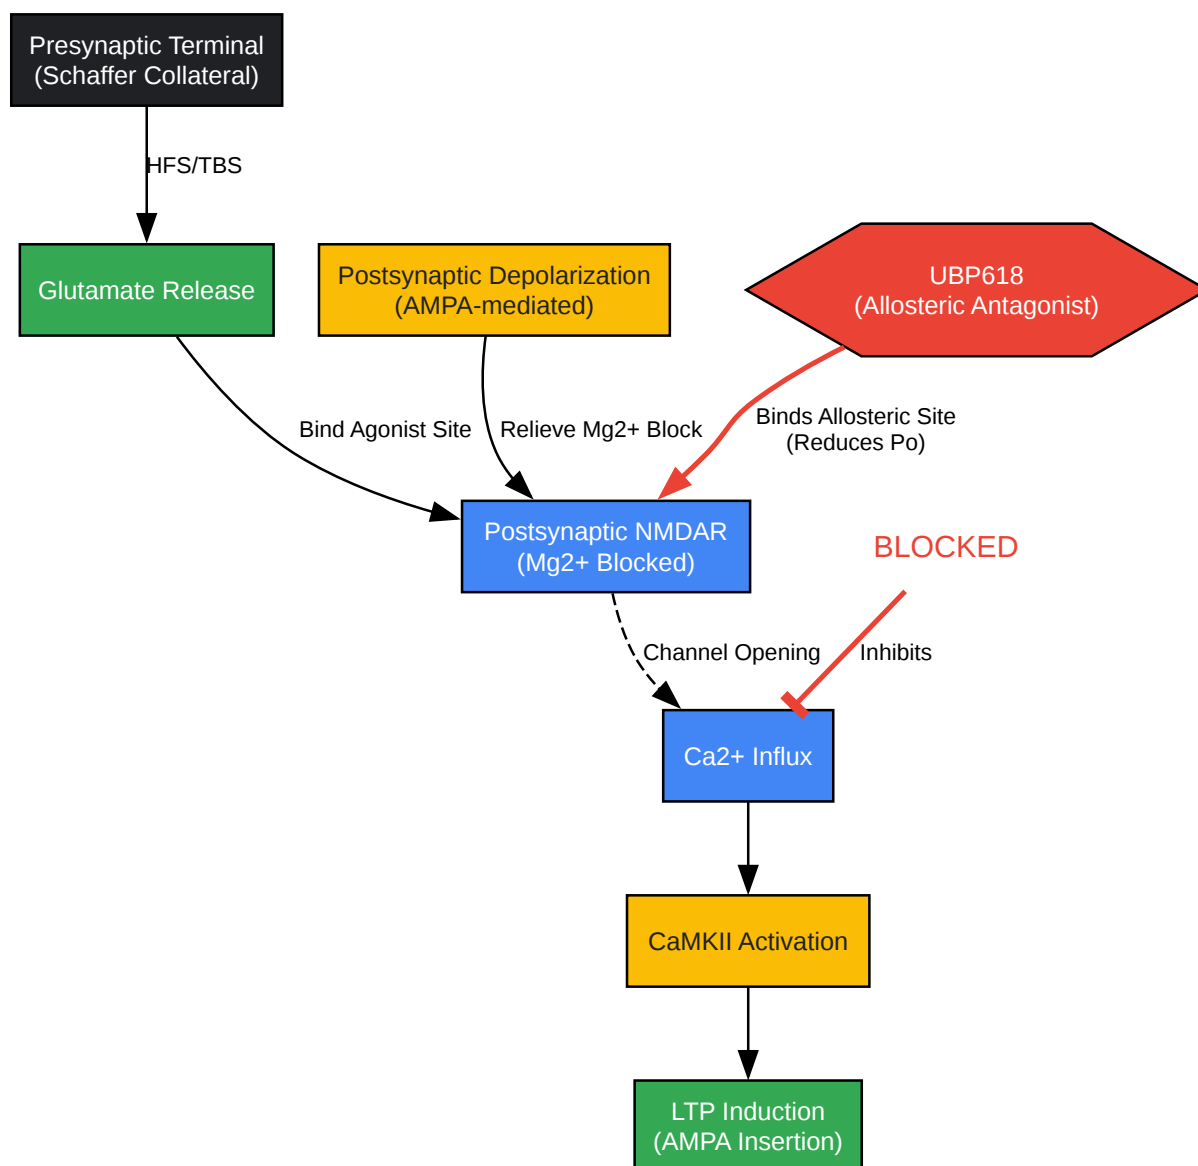 Presynaptic Terminal
(Schaffer Collateral)
HFS/TBS
Glutamate Release
Postsynaptic Depolarization
(AMPA-mediated)
UBP618
(Allosteric Antagonist)
Bind Agonist Site
Relieve Mg2+ Block
Binds Allosteric Site
(Reduces Po)
Postsynaptic NMDAR
(Mg2+ Blocked)
BLOCKED
Channel Opening
Inhibits
Ca2+ Influx
CaMKII Activation
LTP Induction
(AMPA Insertion)